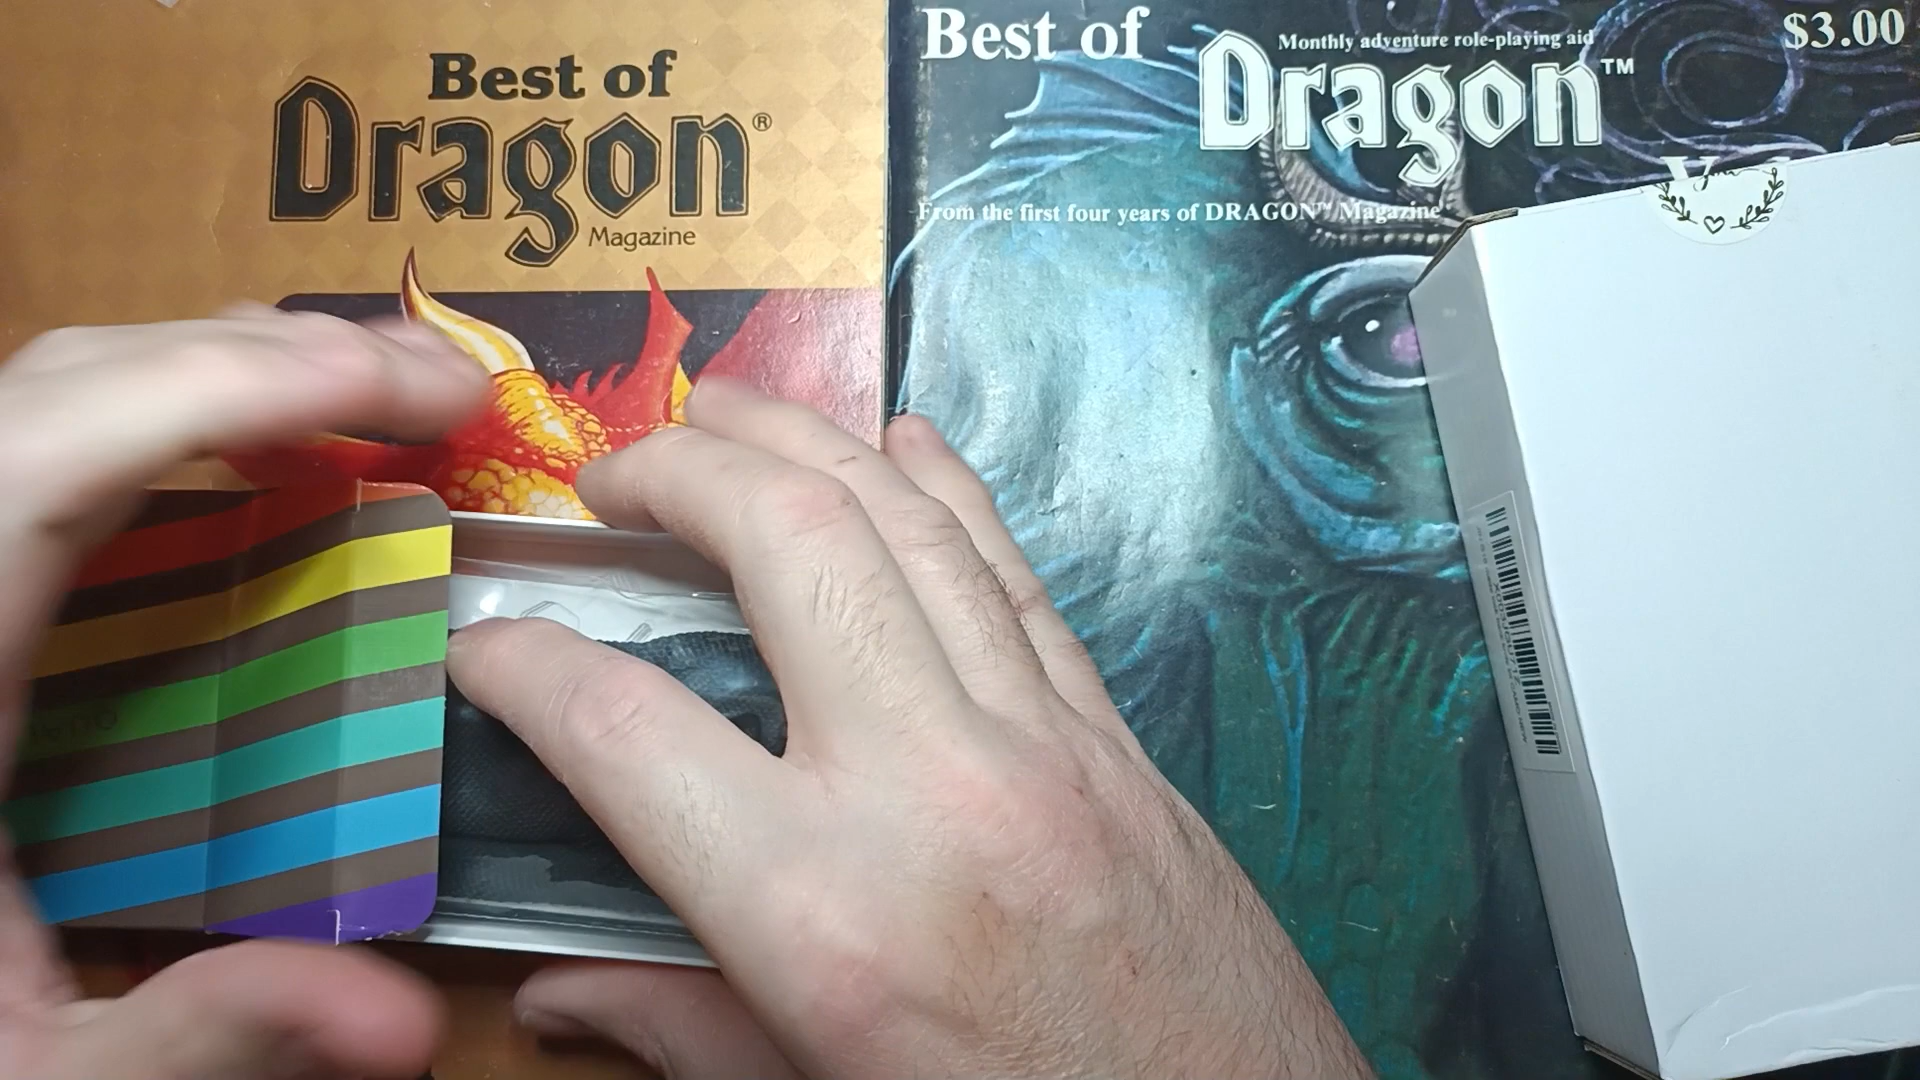 Best of
Dragon®
Magazine
Best of
Monthly adventure role-playing aid
Dragon™
$3.00
From the first four years of DRAGON™ Magazine